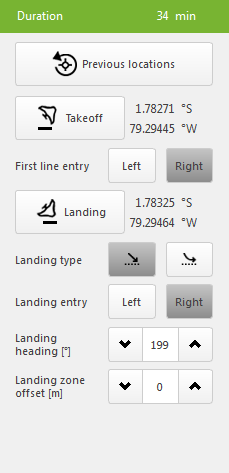 Duration 34 min
Previous locations
Takeoff 1.78271 °S
79.29445 °W
First line entry Left Right
Landing 1.78325 °S
79.29464 °W
Landing type
Landing entry Left Right
Landing
heading [°] 199
Landing zone
offset [m] 0